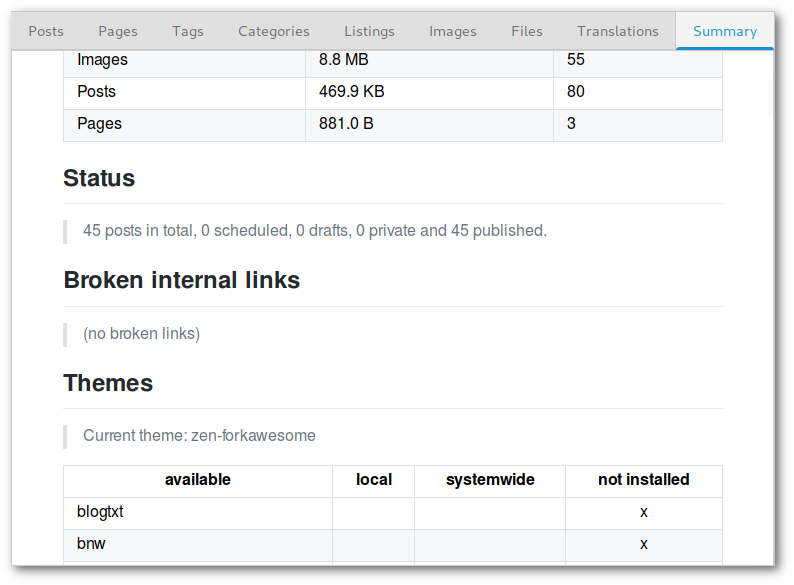 Posts Pages Tags Categories Listings Images Files Translations Summary
Images 8.8 MB 55
Posts 469.9 KB 80
Pages 881.0 B 3
Status
45 posts in total, 0 scheduled, 0 drafts, 0 private and 45 published.
Broken internal links
(no broken links)
Themes
Current theme: zen-forkawesome
available local systemwide not installed
blogtxt x
bnw x